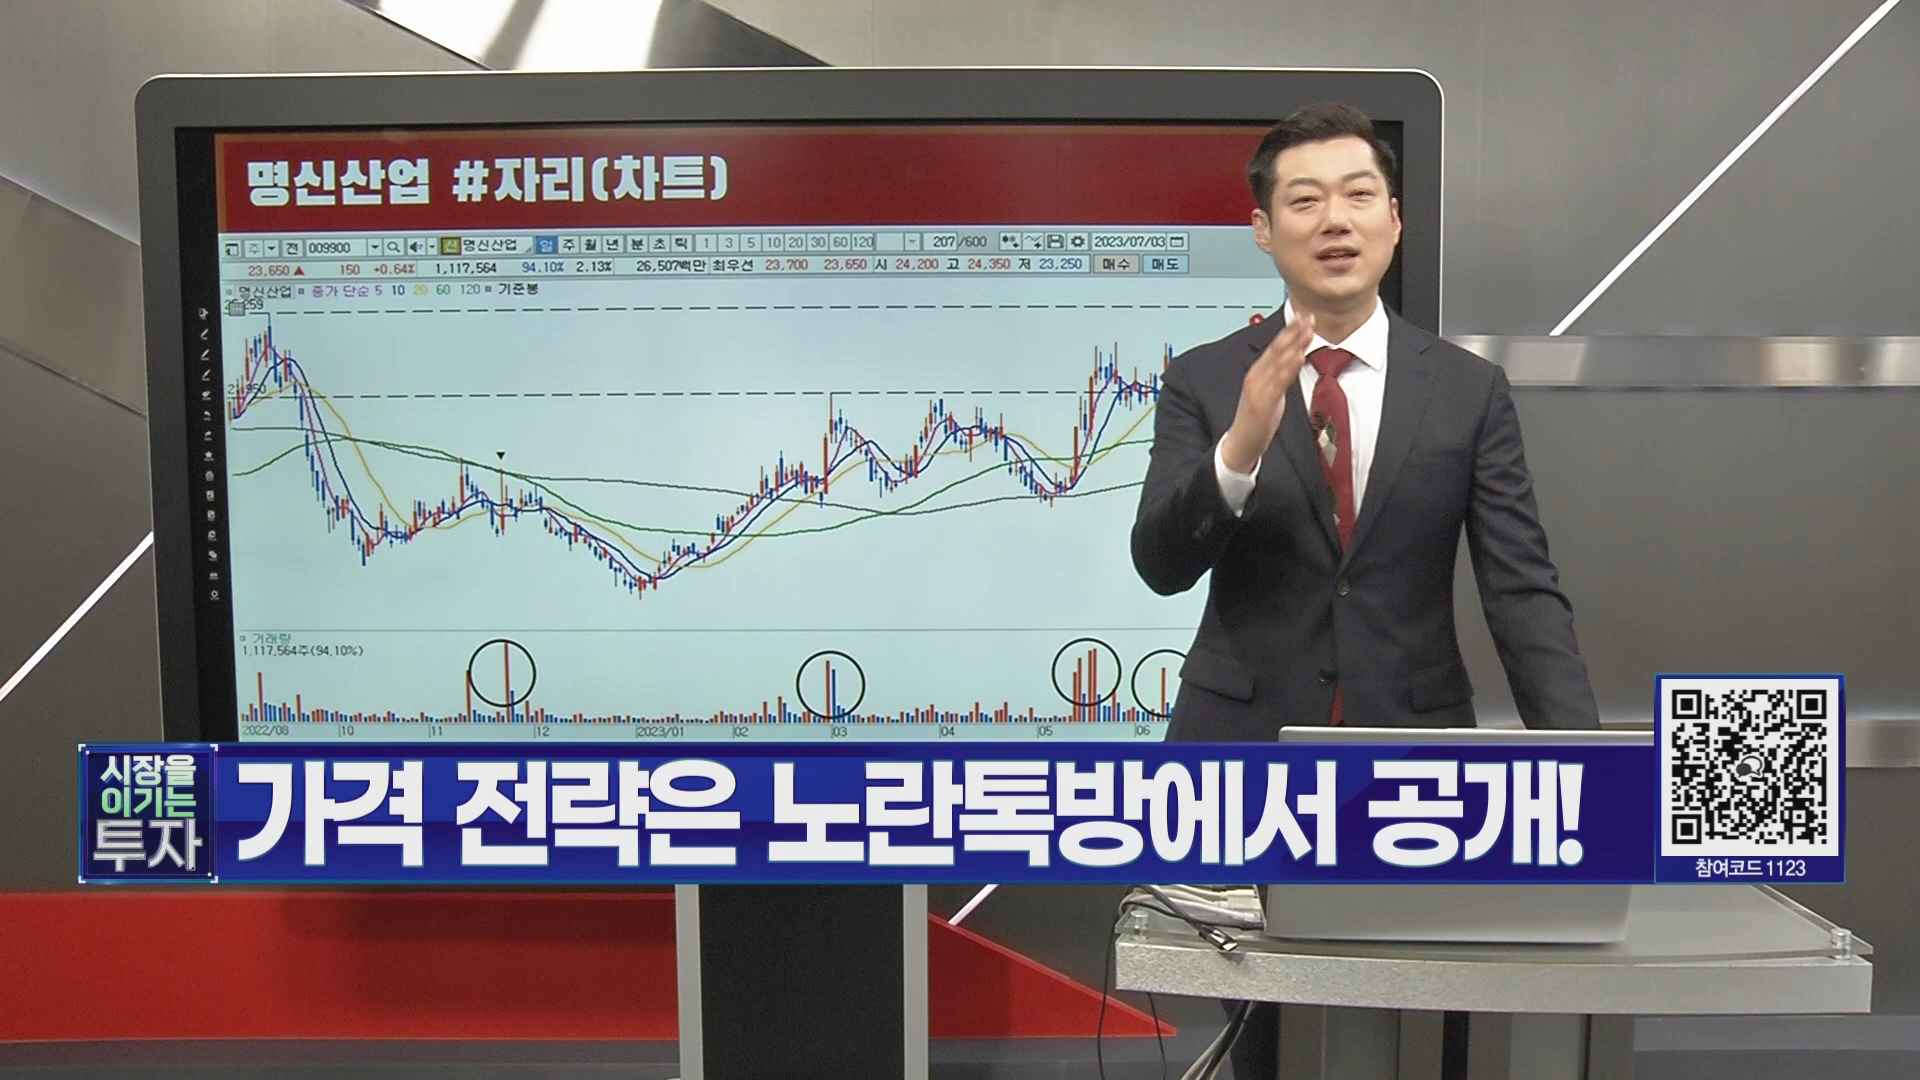 명신산업 #자리(차트)
주 전 009900 신 명신산업 일 주 월 년 분 초 틱 1 3 5 10 20 30 60 120 207/600 2023/07/03
23,650 ▲ 150 +0.64% 1,117,564 94.10% 2.13% 26,507백만 최우선 23,700 23,650 시 24,200 고 24,350 저 23,250 매수 매도
명신산업 종가 단순 5 10 20 60 120 기준봉
거래량
1,117,564주(94.10%)
2022/08 10 11 12 2023/01 02 03 04 05 06
시장을
이기는
투자
가격 전략은 노란톡방에서 공개!
참여코드 1123